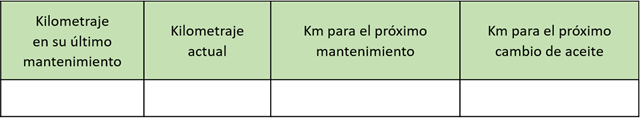 Kilometraje
en su último
mantenimiento
Kilometraje
actual
Km para el próximo
mantenimiento
Km para el próximo
cambio de aceite